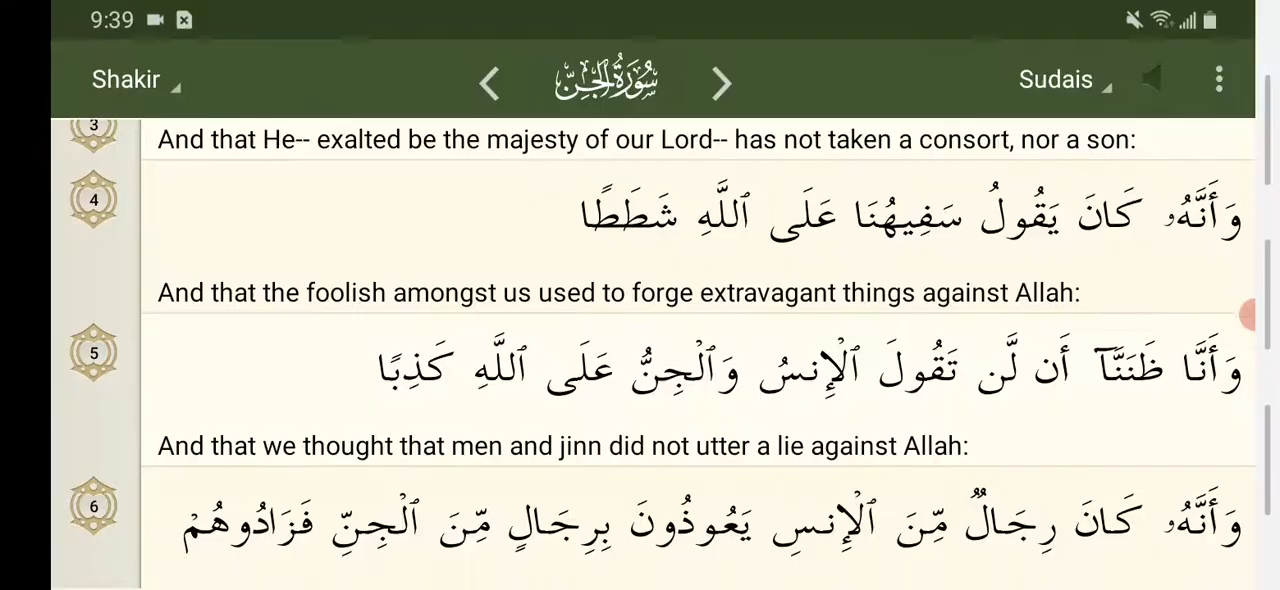 9:39
Shakir
سُورَةُ الجِنِّ
Sudais
3
And that He-- exalted be the majesty of our Lord-- has not taken a consort, nor a son:
4
وَأَنَّهُۥ كَانَ يَقُولُ سَفِيهُنَا عَلَى ٱللَّهِ شَطَطًا
And that the foolish amongst us used to forge extravagant things against Allah:
5
وَأَنَّا ظَنَنَّآ أَن لَّن تَقُولَ ٱلْإِنسُ وَٱلْجِنُّ عَلَى ٱللَّهِ كَذِبًا
And that we thought that men and jinn did not utter a lie against Allah:
6
وَأَنَّهُۥ كَانَ رِجَالٌ مِّنَ ٱلْإِنسِ يَعُوذُونَ بِرِجَالٍ مِّنَ ٱلْجِنِّ فَزَادُوهُمْ